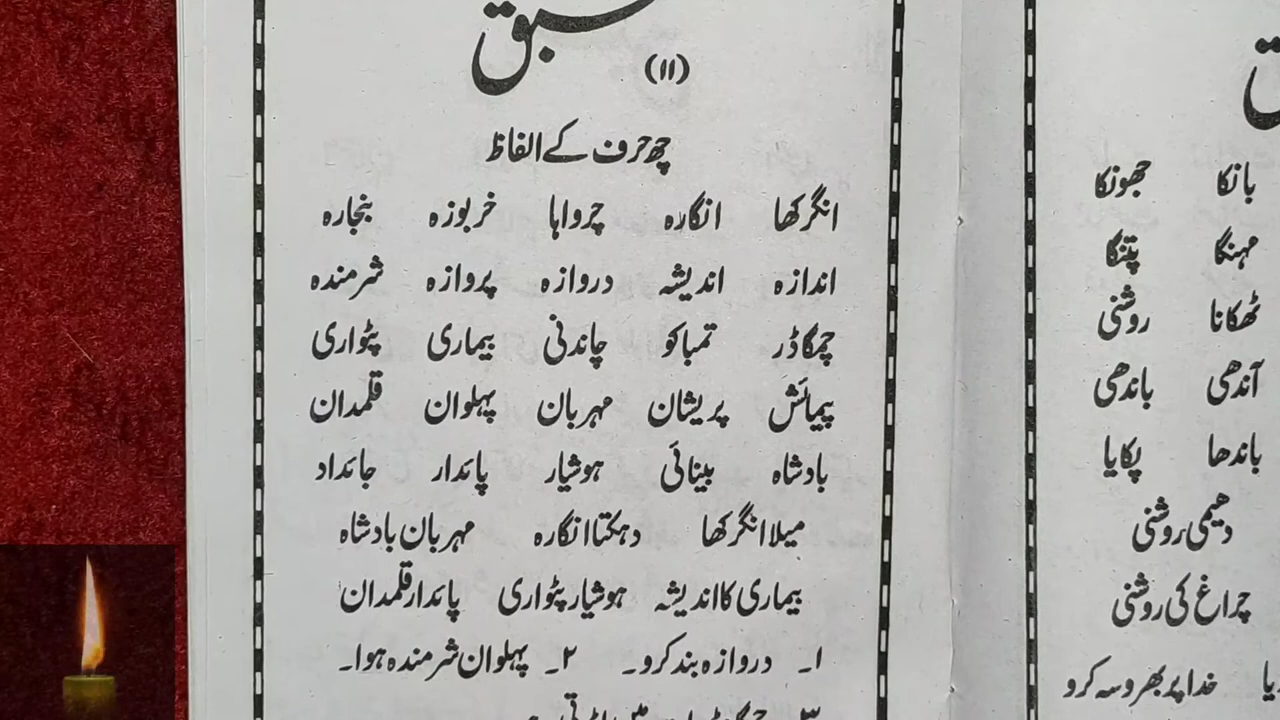 سبق
(۱۱)
چھ حرف کے الفاظ
انگرکھا انگارہ چرواہا خربوزہ بنجارہ
اندازہ اندیشہ دروازہ پروازہ شرمندہ
چمگاڈر تمباکو چاندنی بیماری پٹواری
پیمائش پریشان مہربان پہلوان قلمدان
بادشاہ بینائی ہوشیار پائدار جائداد
میلا انگرکھا دہکتا انگارہ مہربان بادشاہ
بیماری کا اندیشہ ہوشیار پٹواری پائدار قلمدان
۱۔ دروازہ بند کرو۔ ۲۔ پہلوان شرمندہ ہوا۔
بانکا جھونکا
مہنگا پتنگا
ٹھکانا روشنی
آندھی باندھی
باندھا پکایا
دھیمی روشنی
چراغ کی روشنی
خدا پر بھروسہ کرو